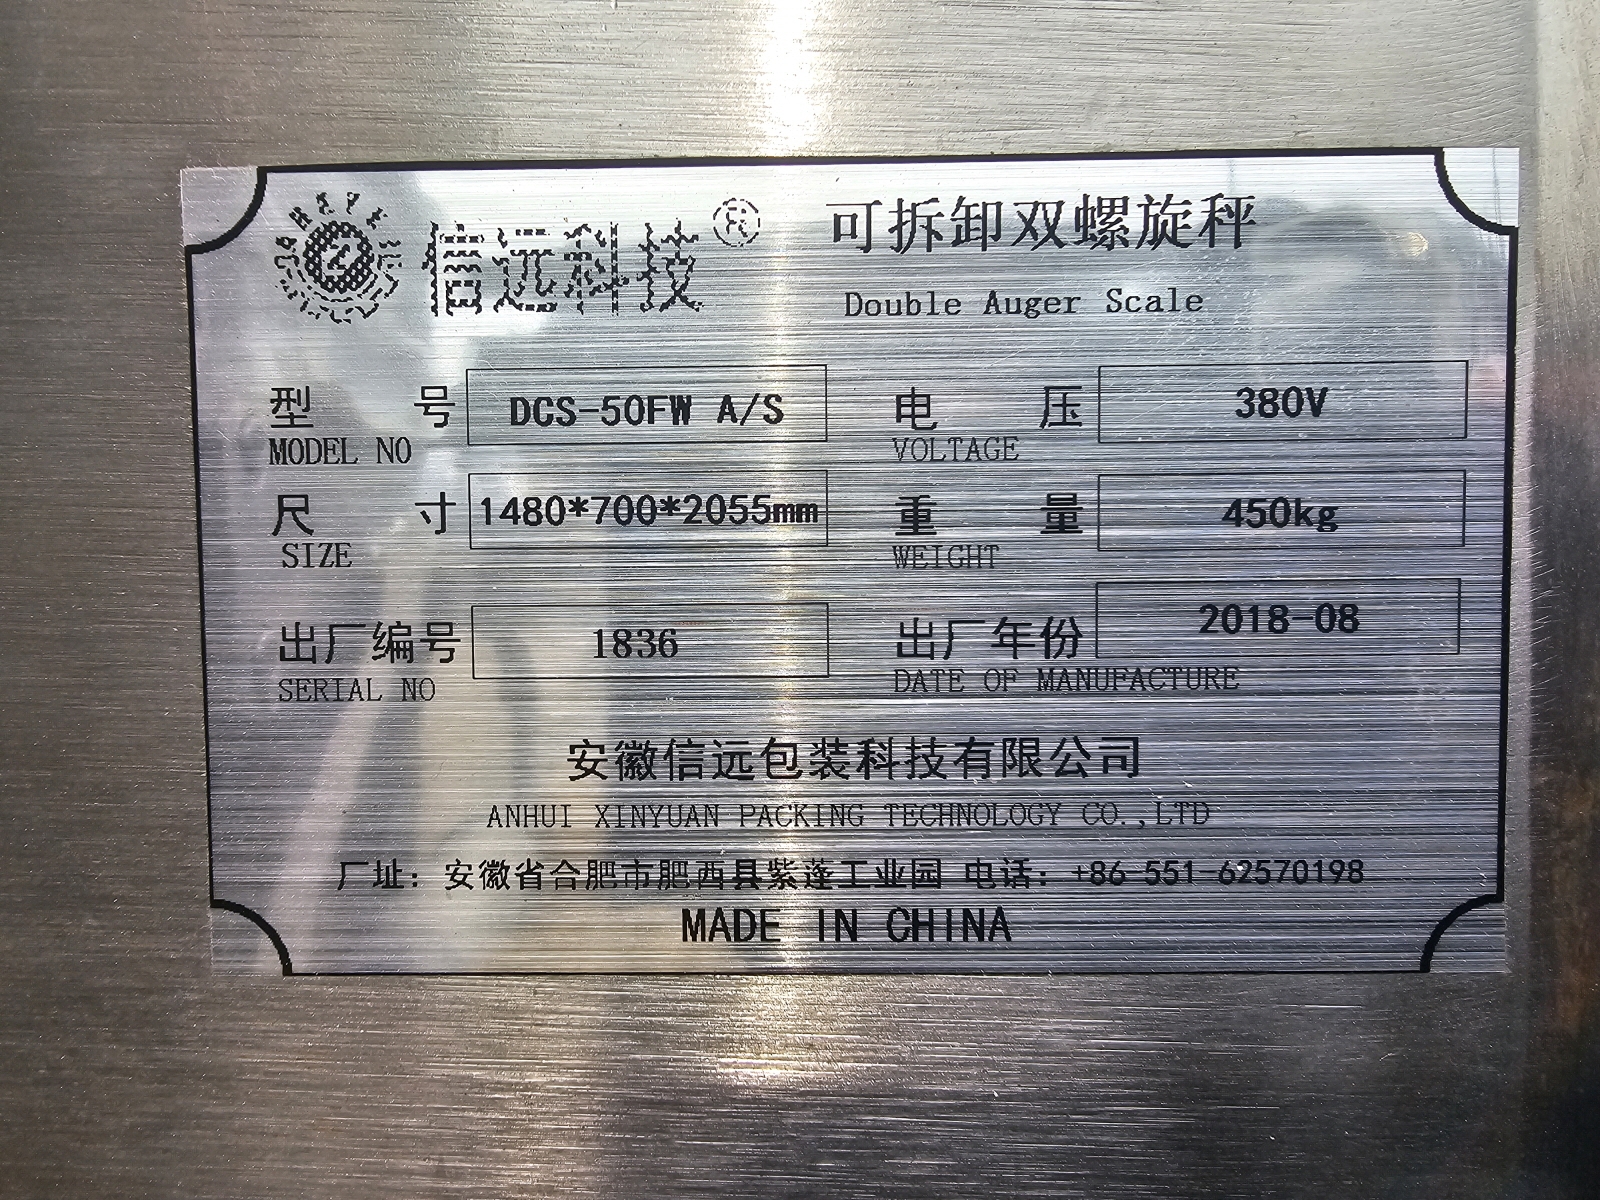 信远科技®
可拆卸双螺旋秤
Double Auger Scale
型号 DCS-50FW A/S 电压 380V
MODEL NO VOLTAGE
尺寸 1480*700*2055mm 重量 450kg
SIZE WEIGHT
出厂编号 1836 出厂年份 2018-08
SERIAL NO DATE OF MANUFACTURE
安徽信远包装科技有限公司
ANHUI XINYUAN PACKING TECHNOLOGY CO.,LTD
厂址：安徽省合肥市肥西县紫蓬工业园 电话：+86-551-62570198
MADE IN CHINA